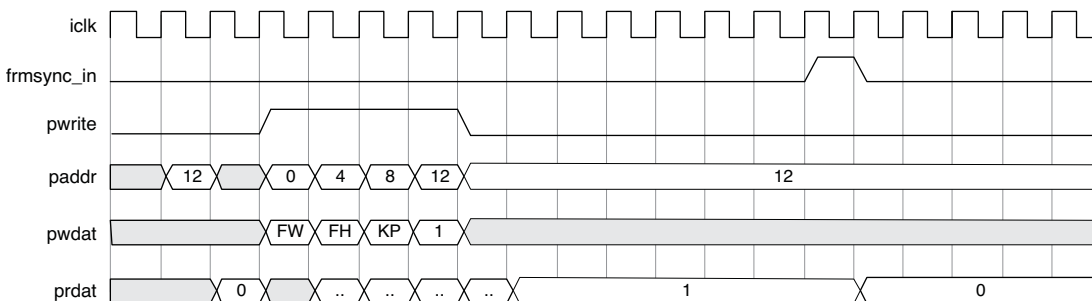 iclk
frmsync_in
pwrite
paddr 12 0 4 8 12 12
pwdat FW FH KP 1
prdat 0 .. .. .. .. 1 0